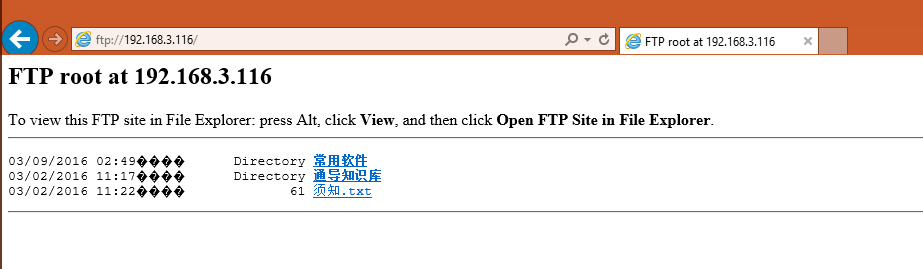 ftp://192.168.3.116/
FTP root at 192.168.3.116
FTP root at 192.168.3.116
To view this FTP site in File Explorer: press Alt, click View, and then click Open FTP Site in File Explorer.
03/09/2016 02:49���� Directory 常用软件
03/02/2016 11:17���� Directory 通导知识库
03/02/2016 11:22���� 61 须知.txt